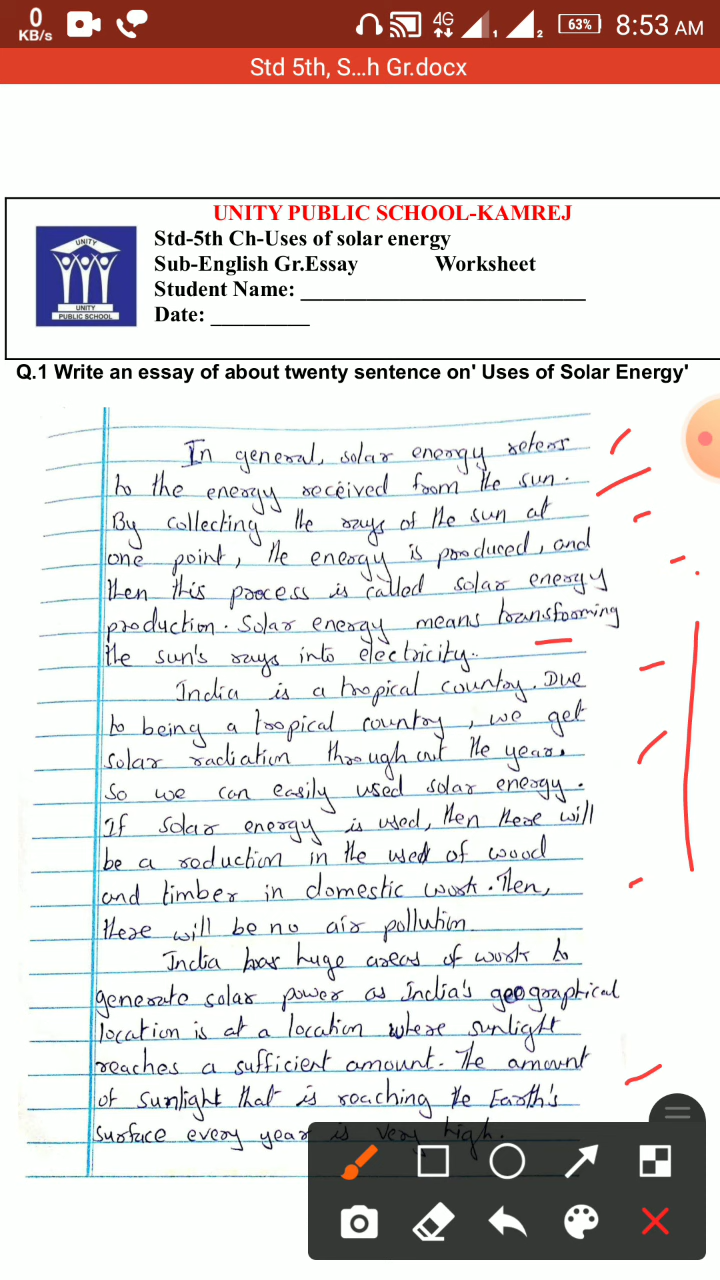 0
KB/s
4G
1
2
63%
8:53 AM
Std 5th, S...h Gr.docx
UNITY PUBLIC SCHOOL-KAMREJ
UNITY
UNITY
PUBLIC SCHOOL
Std-5th Ch-Uses of solar energy
Sub-English Gr.Essay Worksheet
Student Name: ____________________________
Date: __________
Q.1 Write an essay of about twenty sentence on' Uses of Solar Energy'
In general, solar energy refers
to the energy received from the sun.
By collecting the rays of the sun at
one point, the energy is produced, and
then this process is called solar energy
production. Solar energy means transforming
the sun's rays into electricity.
India is a tropical country. Due
to being a tropical country, we get
solar radiation throughout the year.
So we can easily used solar energy.
If solar energy is used, then there will
be a reduction in the used of wood
and timber in domestic work. Then,
there will be no air pollution.
India has huge areas of work to
generate solar power as India's geographical
location is at a location where sunlight
reaches a sufficient amount. The amount
of sunlight that is reaching the Earth's
surface every year is very high.